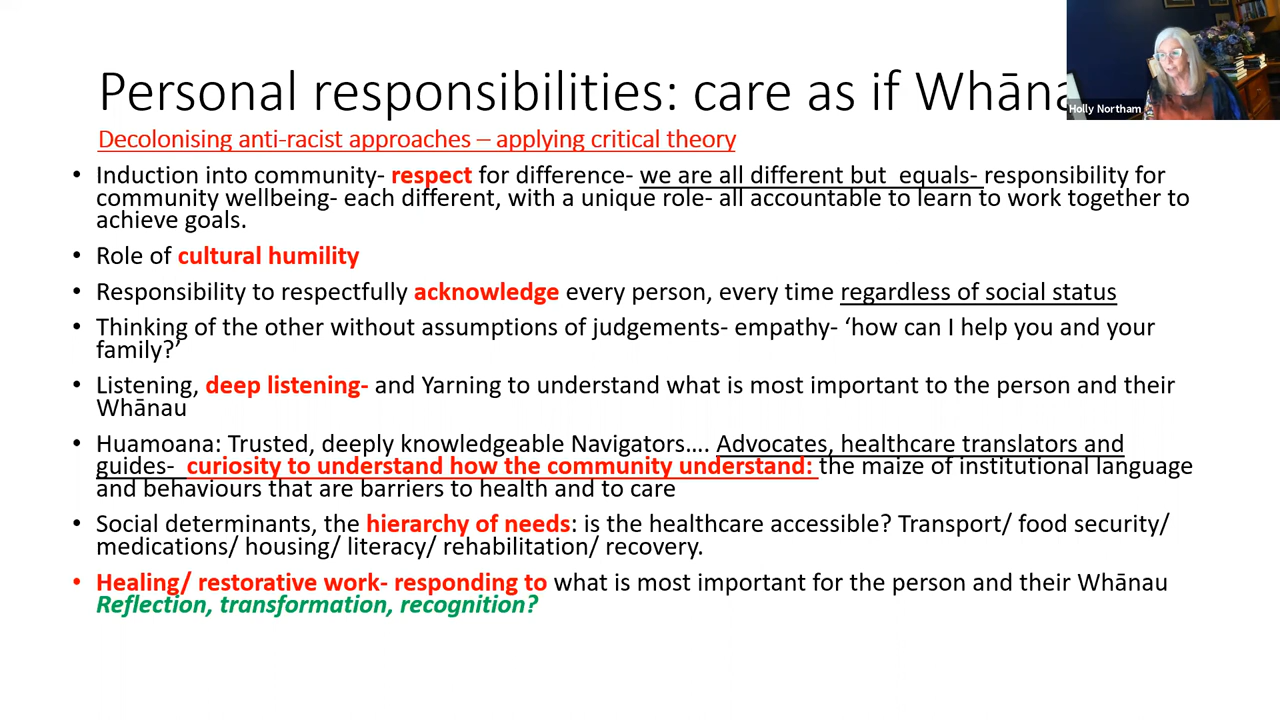 Personal responsibilities: care as if Whāna
Holly Northam
Decolonising anti-racist approaches – applying critical theory
• Induction into community- respect for difference- we are all different but equals- responsibility for
community wellbeing- each different, with a unique role- all accountable to learn to work together to
achieve goals.
• Role of cultural humility
• Responsibility to respectfully acknowledge every person, every time regardless of social status
• Thinking of the other without assumptions of judgements- empathy- ‘how can I help you and your
family?’
• Listening, deep listening- and Yarning to understand what is most important to the person and their
Whānau
• Huamoana: Trusted, deeply knowledgeable Navigators…. Advocates, healthcare translators and
guides- curiosity to understand how the community understand: the maize of institutional language
and behaviours that are barriers to health and to care
• Social determinants, the hierarchy of needs: is the healthcare accessible? Transport/ food security/
medications/ housing/ literacy/ rehabilitation/ recovery.
• Healing/ restorative work- responding to what is most important for the person and their Whānau
Reflection, transformation, recognition?